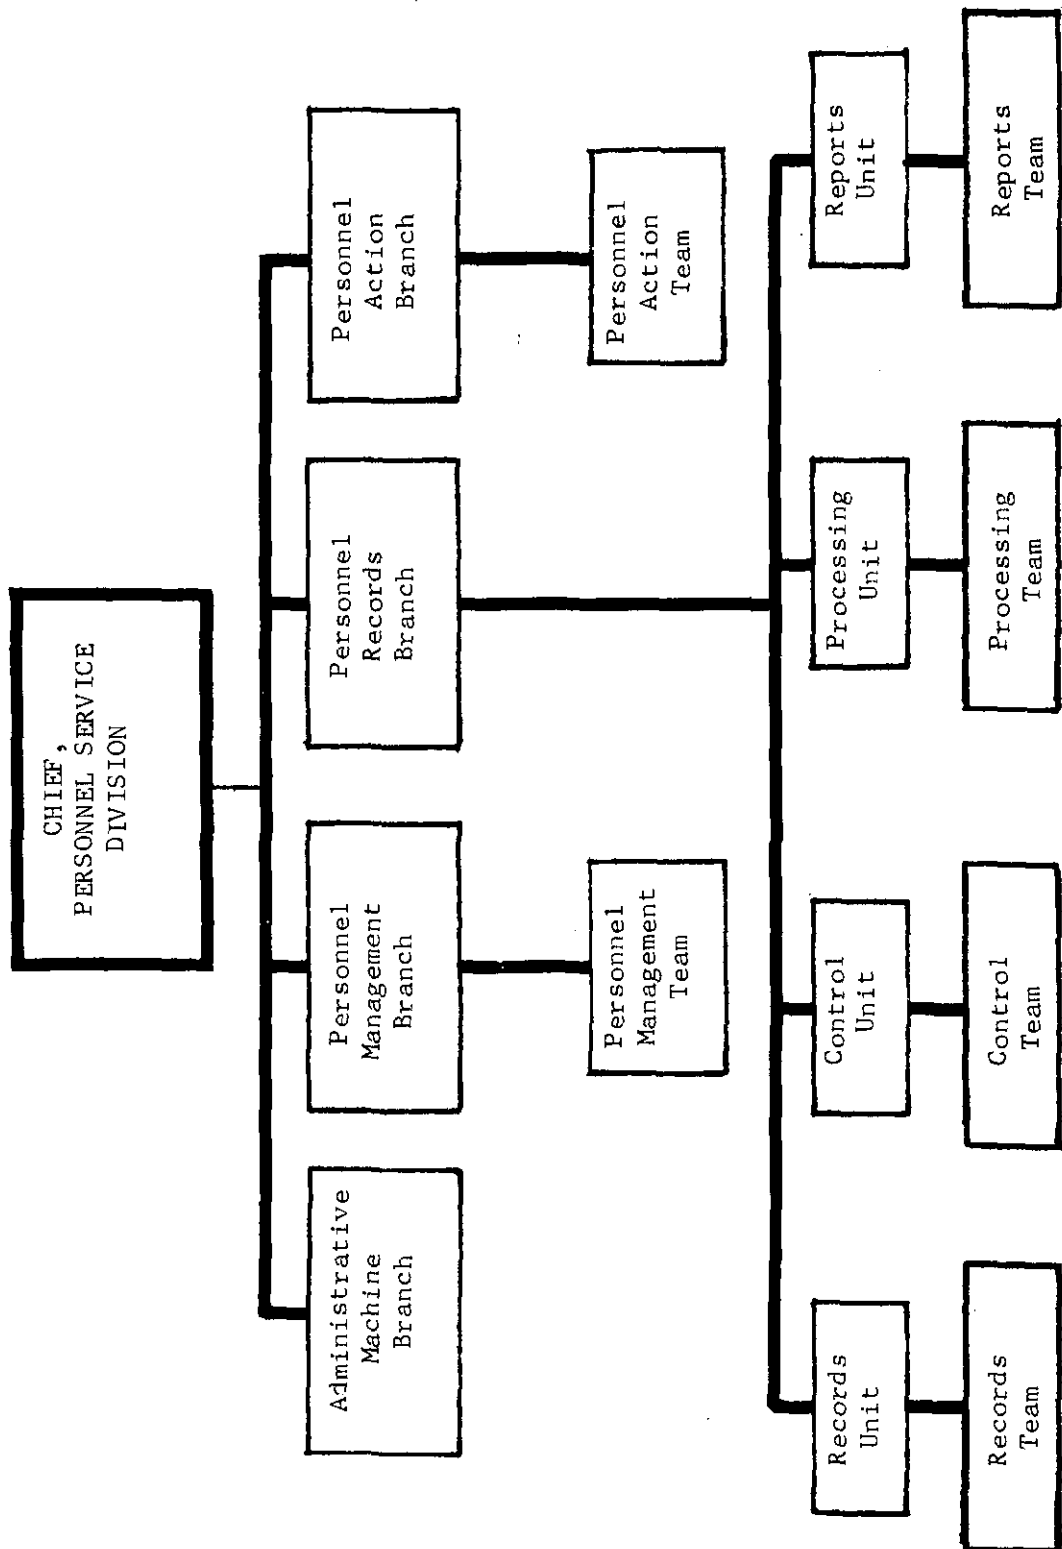 CHIEF,
PERSONNEL SERVICE
DIVISION
Administrative
Machine
Branch
Personnel
Management
Branch
Personnel
Records
Branch
Personnel
Action
Branch
Personnel
Management
Team
Personnel
Action
Team
Records
Unit
Control
Unit
Processing
Unit
Reports
Unit
Records
Team
Control
Team
Processing
Team
Reports
Team